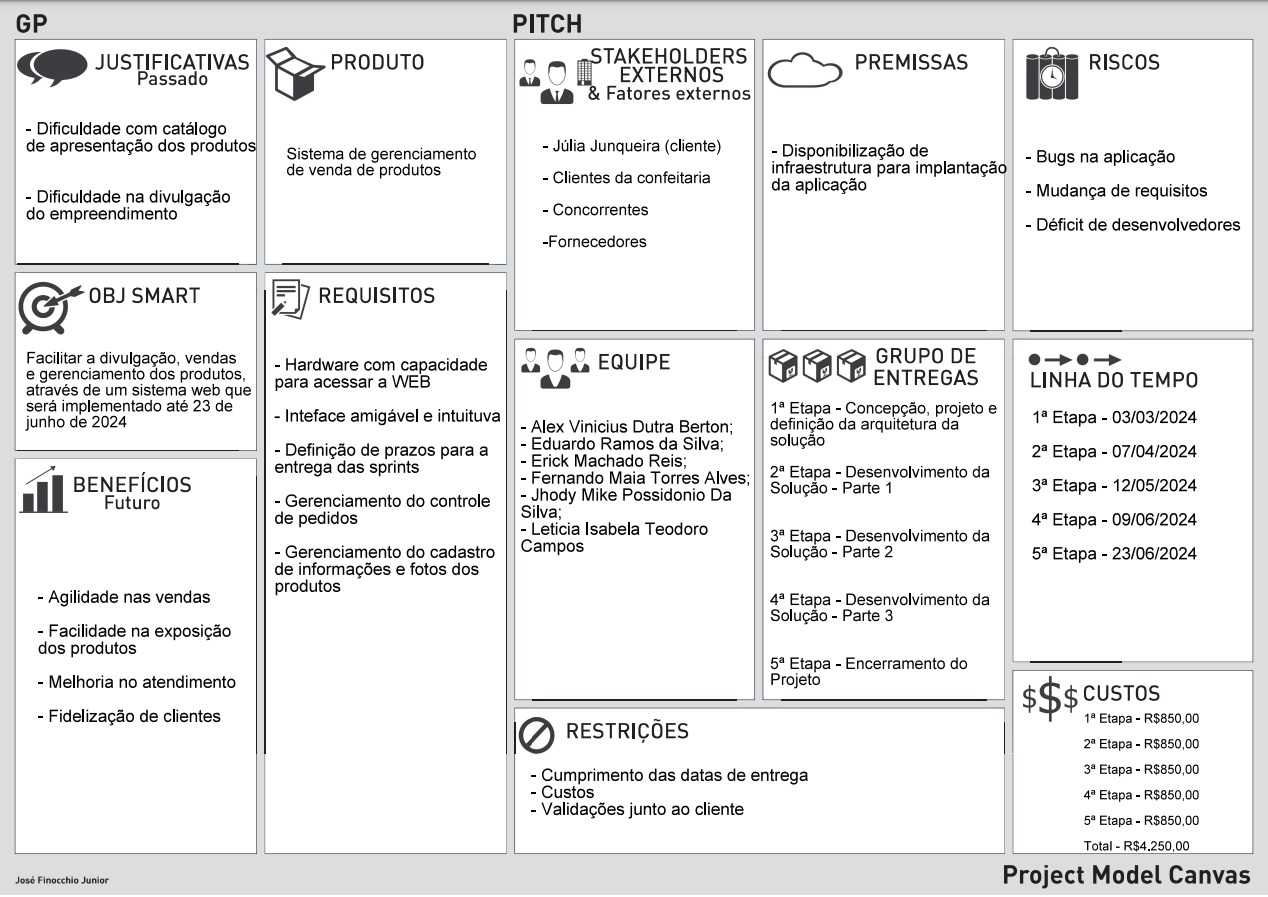 GP
PITCH
JUSTIFICATIVAS
Passado
- Dificuldade com catálogo
de apresentação dos produtos
- Dificuldade na divulgação
do empreendimento
PRODUTO
Sistema de gerenciamento
de venda de produtos
STAKEHOLDERS
EXTERNOS
& Fatores externos
- Júlia Junqueira (cliente)
- Clientes da confeitaria
- Concorrentes
-Fornecedores
PREMISSAS
- Disponibilização de
infraestrutura para implantação
da aplicação
RISCOS
- Bugs na aplicação
- Mudança de requisitos
- Déficit de desenvolvedores
OBJ SMART
Facilitar a divulgação, vendas
e gerenciamento dos produtos,
através de um sistema web que
será implementado até 23 de
junho de 2024
REQUISITOS
- Hardware com capacidade
para acessar a WEB
- Inteface amigável e intuituva
- Definição de prazos para a
entrega das sprints
- Gerenciamento do controle
de pedidos
- Gerenciamento do cadastro
de informações e fotos dos
produtos
EQUIPE
- Alex Vinicius Dutra Berton;
- Eduardo Ramos da Silva;
- Erick Machado Reis;
- Fernando Maia Torres Alves;
- Jhody Mike Possidonio Da
Silva;
- Leticia Isabela Teodoro
Campos
GRUPO DE
ENTREGAS
1ª Etapa - Concepção, projeto e
definição da arquitetura da
solução
2ª Etapa - Desenvolvimento da
Solução - Parte 1
3ª Etapa - Desenvolvimento da
Solução - Parte 2
4ª Etapa - Desenvolvimento da
Solução - Parte 3
5ª Etapa - Encerramento do
Projeto
LINHA DO TEMPO
1ª Etapa - 03/03/2024
2ª Etapa - 07/04/2024
3ª Etapa - 12/05/2024
4ª Etapa - 09/06/2024
5ª Etapa - 23/06/2024
BENEFÍCIOS
Futuro
- Agilidade nas vendas
- Facilidade na exposição
dos produtos
- Melhoria no atendimento
- Fidelização de clientes
RESTRIÇÕES
- Cumprimento das datas de entrega
- Custos
- Validações junto ao cliente
$$$ CUSTOS
1ª Etapa - R$850,00
2ª Etapa - R$850,00
3ª Etapa - R$850,00
4ª Etapa - R$850,00
5ª Etapa - R$850,00
Total - R$4.250,00
José Finocchio Junior
Project Model Canvas